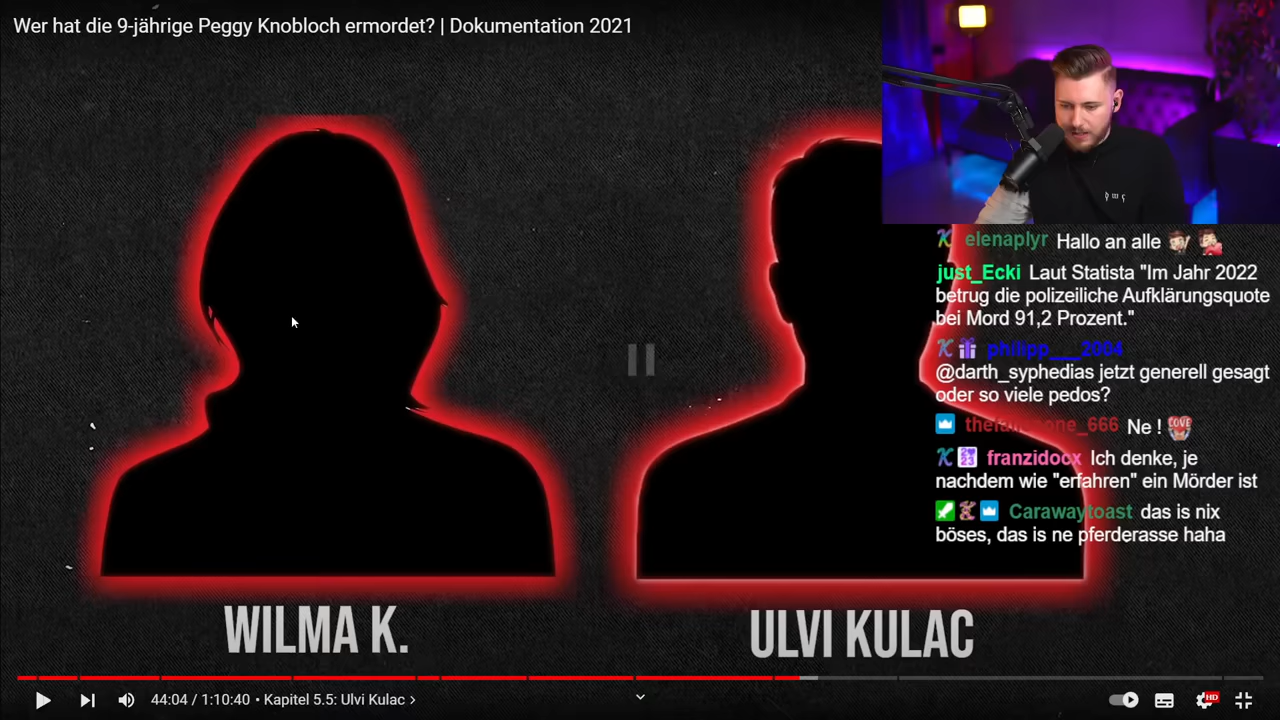 Wer hat die 9-jährige Peggy Knobloch ermordet? | Dokumentation 2021
elenaplyr Hallo an alle
just_Ecki Laut Statista "Im Jahr 2022
betrug die polizeiliche Aufklärungsquote
bei Mord 91,2 Prozent."
philipp___2004
@darth_syphedias jetzt generell gesagt
oder so viele pedos?
Ne !
franzidocx Ich denke, je
nachdem wie "erfahren" ein Mörder ist
Carawaytoast das is nix
böses, das is ne pferderasse haha
WILMA K.
ULVI KULAC
44:04 / 1:10:40 • Kapitel 5.5: Ulvi Kulac
HD